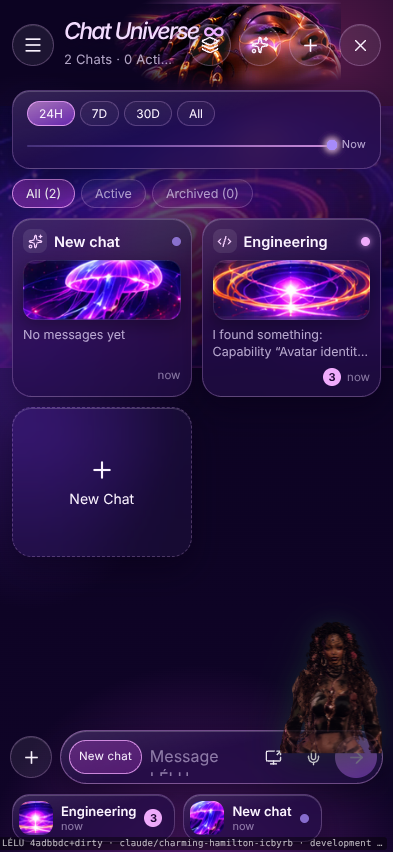 Chat Universe ∞
2 Chats · 0 Acti...
24H 7D 30D All
Now
All (2) Active Archived (0)
New chat
No messages yet
now
Engineering
I found something:
Capability “Avatar identit...
3 now
New Chat
New chat Message
Engineering 3
now
New chat
now
LÉLU 4adbbdc+dirty · claude/charming-hamilton-icbyrb · development …